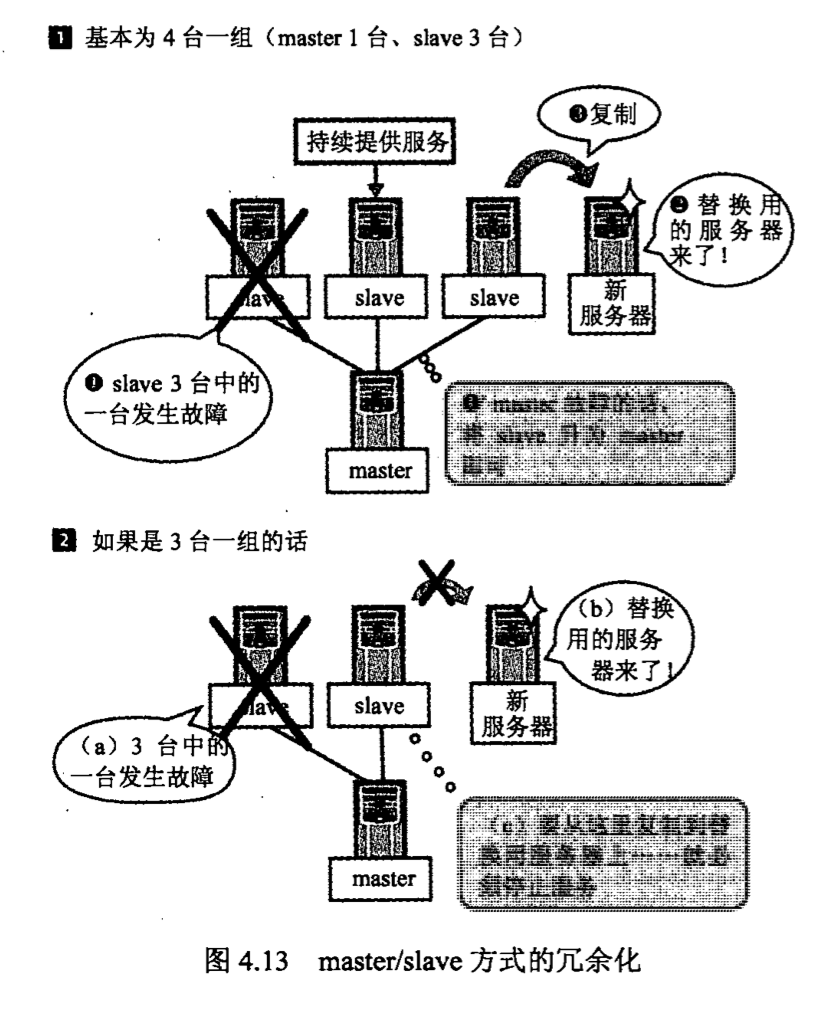 1 基本为 4 台一组（master 1 台、slave 3 台）
❸复制
持续提供服务
❷ 替换用
的服务器
来了！
slave
slave
slave
新
服务器
❶ slave 3 台中的
一台发生故障
master 故障的话，
将 slave 升为 master
即可
master
2 如果是 3 台一组的话
（b）替换
用的服务
器来了！
slave
slave
新
服务器
（a）3 台中的
一台发生故障
（c）要从这里复制到替
换用服务器上……就必
须停止服务
master
图 4.13 master/slave 方式的冗余化